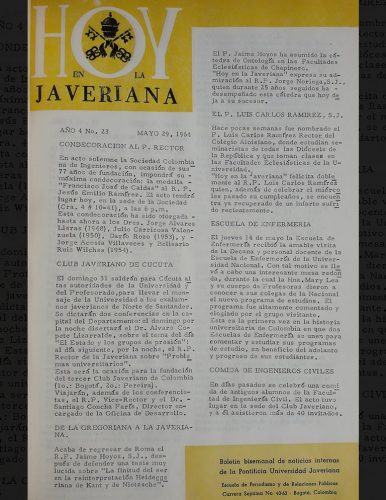 HOY
EN LA
JAVERIANA
AÑO 4 No. 23 MAYO 29, 1964
CONDECORACION AL P. RECTOR
En acto solemne la Sociedad Colombia
na de Ingenieros, con ocasión de sus
77 años de fundación, impondrá su -
máxima condecoración: la medalla -
"Francisco José de Caldas" al R.P.
Jesús Emilio Ramírez. El acto tendrá
lugar hoy, en la sede de la Sociedad
(Cra. 4 # 10-41), a las 6 p.m.
Esta condecoración ha sido otorgada -
hasta ahora a los Dres. Jorge Alvares
Lleras (1948), Julio Carrizosa Valen-
zuela (1950), Darío Rozo (1953), y -
Jorge Acosta Villaveces y Belisario
Ruiz Wilches (1954).
CLUB JAVERIANO DE CUCUTA
El domingo 31 saldrán para Cúcuta al
tas autoridades de la Universidad y
del Profesorado, para llevar el men-
saje de la Universidad a los exalum-
nos javerianos de Norte de Santander.
Se dictarán dos conferencias en la ca
pital del Departamento: el domingo por
la noche disertará el Dr. Alvaro Co-
pete Lizarralde, sobre el tema del día
"El Estado y los grupos de presión"; al
día siguiente, por la noche, el R.P.
Rector de la Javeriana sobre "Proble
mas universitarios".
Esta será la ocasión para la fundación
del tercer Club Javeriano de Colombia
(1o.: Bogotá, 2o.: Pereira).
Viajarán, además de los conferencis-
tas, el R.P. Vice-Rector y el Dr. -
Santiago Concha Ferfs, Director en-
cargado de la Oficina de Desarrollo.
DE LA GREGORIANA A LA JAVERIA-
NA.
Acaba de regresar de Roma el
R.P. Jaime Hoyos, S.J., des-
pués de defender una tesis muy
lucida sobre "La finitud del ser
en la reinterpretación Heidegge
riana de Kant y de Nietzsche".
El P. Jaime Hoyos ha asumido la cá-
tedra de Ontología en las Facultades
Eclesiásticas de Chapinero.
"Hoy en la Javeriana" expresa su ad-
miración al R.P. Jorge Noriega, S.J.,
quien durante 25 años seguidos ha -
desempeñado esta cátedra que hoy de
ja a su sucesor.
EL P. LUIS CARLOS RAMIREZ, S.J.
Hace pocas semanas fue nombrado el
P. Luis Carlos Ramírez Rector del
Colegio Aloisiano, donde estudian se-
minaristas de todas las Diócesis de
la República y que toman clases en
las Facultades Eclesiásticas de la U-
niversidad.
"Hoy en la Javeriana" felicita doble
mente al R.P. Luis Carlos Ramírez
quien, además de celebrar el miérco
les pasado su cumpleaños, se encuen
tra ya recuperado de un infarto sufri
do recientemente.
ESCUELA DE ENFERMERIA
El jueves 14 de mayo la Escuela de
Enfermería recibió la amable visita
de la Decana y personal docente de la
Escuela de Enfermería de la Univer-
sidad Nacional. Con tal motivo se lle
vó a cabo una interesante mesa redon
da, durante la cual la Hna. Mary Lea
y su cuerpo de Profesores dieron a
conocer a sus colegas de la Nacional
el nuevo programa de estudios. El
programa fue altamente comentado y
elogiado por el grupo visitante.
Esta es la primera vez en la historia
universitaria de Colombia en que dos
Escuelas de Enfermería se unen para
comentar y estudiar sus programas
de estudio, en beneficio del adelanto
y progreso de sus estudiantes.
COMIDA DE INGENIEROS CIVILES
En días pasados se celebró una comi
da de antiguos alumnos de la Facul-
tad de Ingeniería Civil. El acto tuvo
lugar en la sede del Club Javeriano,
y a él asistieron más de 40 invitados.
Boletín bisemanal de noticias internas
de la Pontificia Universidad Javeriana
Escuela de Periodismo y de Relaciones Públicas
Carrera Séptima No. 40-62 - Bogotá, Colombia